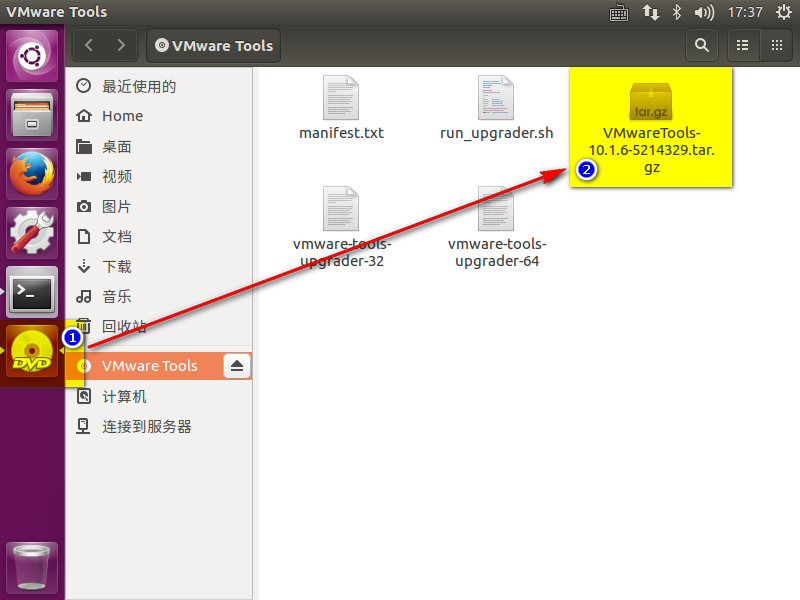 VMware Tools
17:37
VMware Tools
最近使用的
Home
桌面
视频
图片
文档
下载
音乐
回收站
VMware Tools
计算机
连接到服务器
manifest.txt
run_upgrader.sh
tar.gz
VMwareTools-
10.1.6-5214329.tar.
gz
vmware-tools-
upgrader-32
vmware-tools-
upgrader-64
1
2
DVD